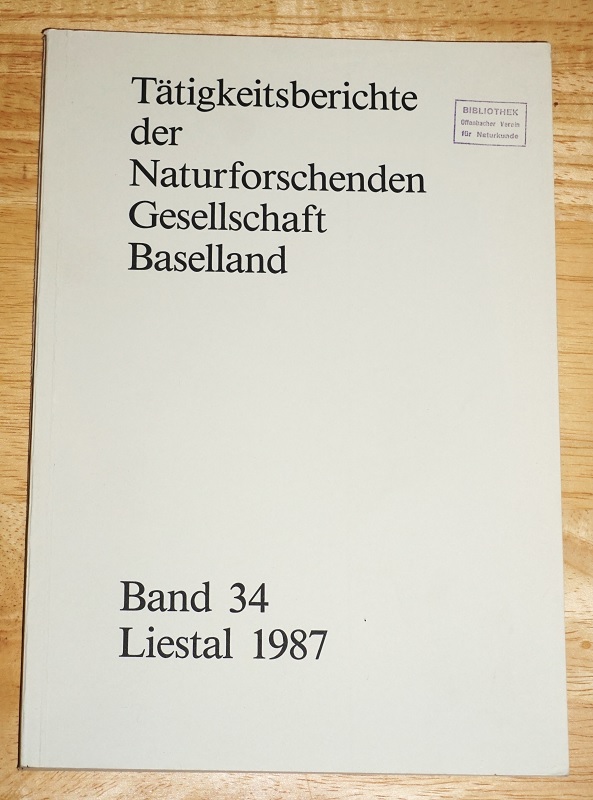 Tätigkeitsberichte
der
Naturforschenden
Gesellschaft
Baselland
BIBLIOTHEK
Offenbacher Verein
für Naturkunde
Band 34
Liestal 1987